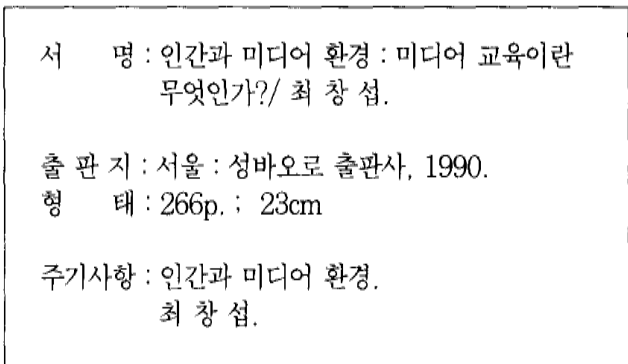 서 명 : 인간과 미디어 환경 : 미디어 교육이란
무엇인가?/ 최 창 섭.
출 판 지 : 서울 : 성바오로 출판사, 1990.
형 태 : 266p. ; 23cm
주기사항 : 인간과 미디어 환경.
최 창 섭.